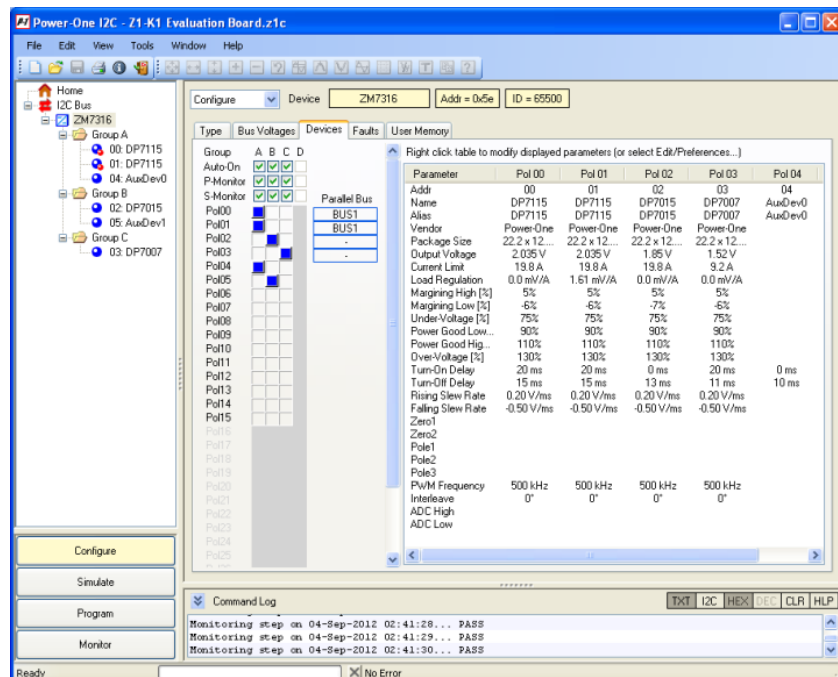 Power-One I2C - Z1-K1 Evaluation Board.z1c
File Edit View Tools Window Help
Home
I2C Bus
ZM7316
Group A
00: DP7115
01: DP7115
04: AuxDev0
Group B
02: DP7015
05: AuxDev1
Group C
03: DP7007
Configure
Simulate
Program
Monitor
Configure Device ZM7316 Addr = 0x5e ID = 65500
Type Bus Voltages Devices Faults User Memory
Group A B C D
Auto-On
P-Monitor
S-Monitor Parallel Bus
Pol00 BUS1
Pol01 BUS1
Pol02 -
Pol03 -
Pol04
Pol05
Pol06
Pol07
Pol08
Pol09
Pol10
Pol11
Pol12
Pol13
Pol14
Pol15
Pol16
Pol17
Pol18
Pol19
Pol20
Pol21
Pol22
Pol23
Pol24
Pol25
Right click table to modify displayed parameters (or select Edit/Preferences...)
Parameter Pol 00 Pol 01 Pol 02 Pol 03 Pol 04
Addr 00 01 02 03 04
Name DP7115 DP7115 DP7015 DP7007 AuxDev0
Alias DP7115 DP7115 DP7015 DP7007 AuxDev0
Vendor Power-One Power-One Power-One Power-One
Package Size 22.2 x 12.... 22.2 x 12.... 22.2 x 12.... 22.2 x 12....
Output Voltage 2.035 V 2.035 V 1.85 V 1.52 V
Current Limit 19.8 A 19.8 A 19.8 A 9.2 A
Load Regulation 0.0 mV/A 1.61 mV/A 0.0 mV/A 0.0 mV/A
Margining High [%] 5% 5% 5% 5%
Margining Low [%] -6% -6% -7% -6%
Under-Voltage [%] 75% 75% 75% 75%
Power Good Low... 90% 90% 90% 90%
Power Good Hig... 110% 110% 110% 110%
Over-Voltage [%] 130% 130% 130% 130%
Turn-On Delay 20 ms 20 ms 0 ms 20 ms 0 ms
Turn-Off Delay 15 ms 15 ms 13 ms 11 ms 10 ms
Rising Slew Rate 0.20 V/ms 0.20 V/ms 0.20 V/ms 0.20 V/ms
Falling Slew Rate -0.50 V/ms -0.50 V/ms -0.50 V/ms -0.50 V/ms
Zero1
Zero2
Pole1
Pole2
Pole3
PWM Frequency 500 kHz 500 kHz 500 kHz 500 kHz
Interleave 0° 0° 0° 0°
ADC High
ADC Low
Command Log TXT I2C HEX DEC CLR HLP
Monitoring step on 04-Sep-2012 02:41:28... PASS
Monitoring step on 04-Sep-2012 02:41:29... PASS
Monitoring step on 04-Sep-2012 02:41:30... PASS
Ready No Error